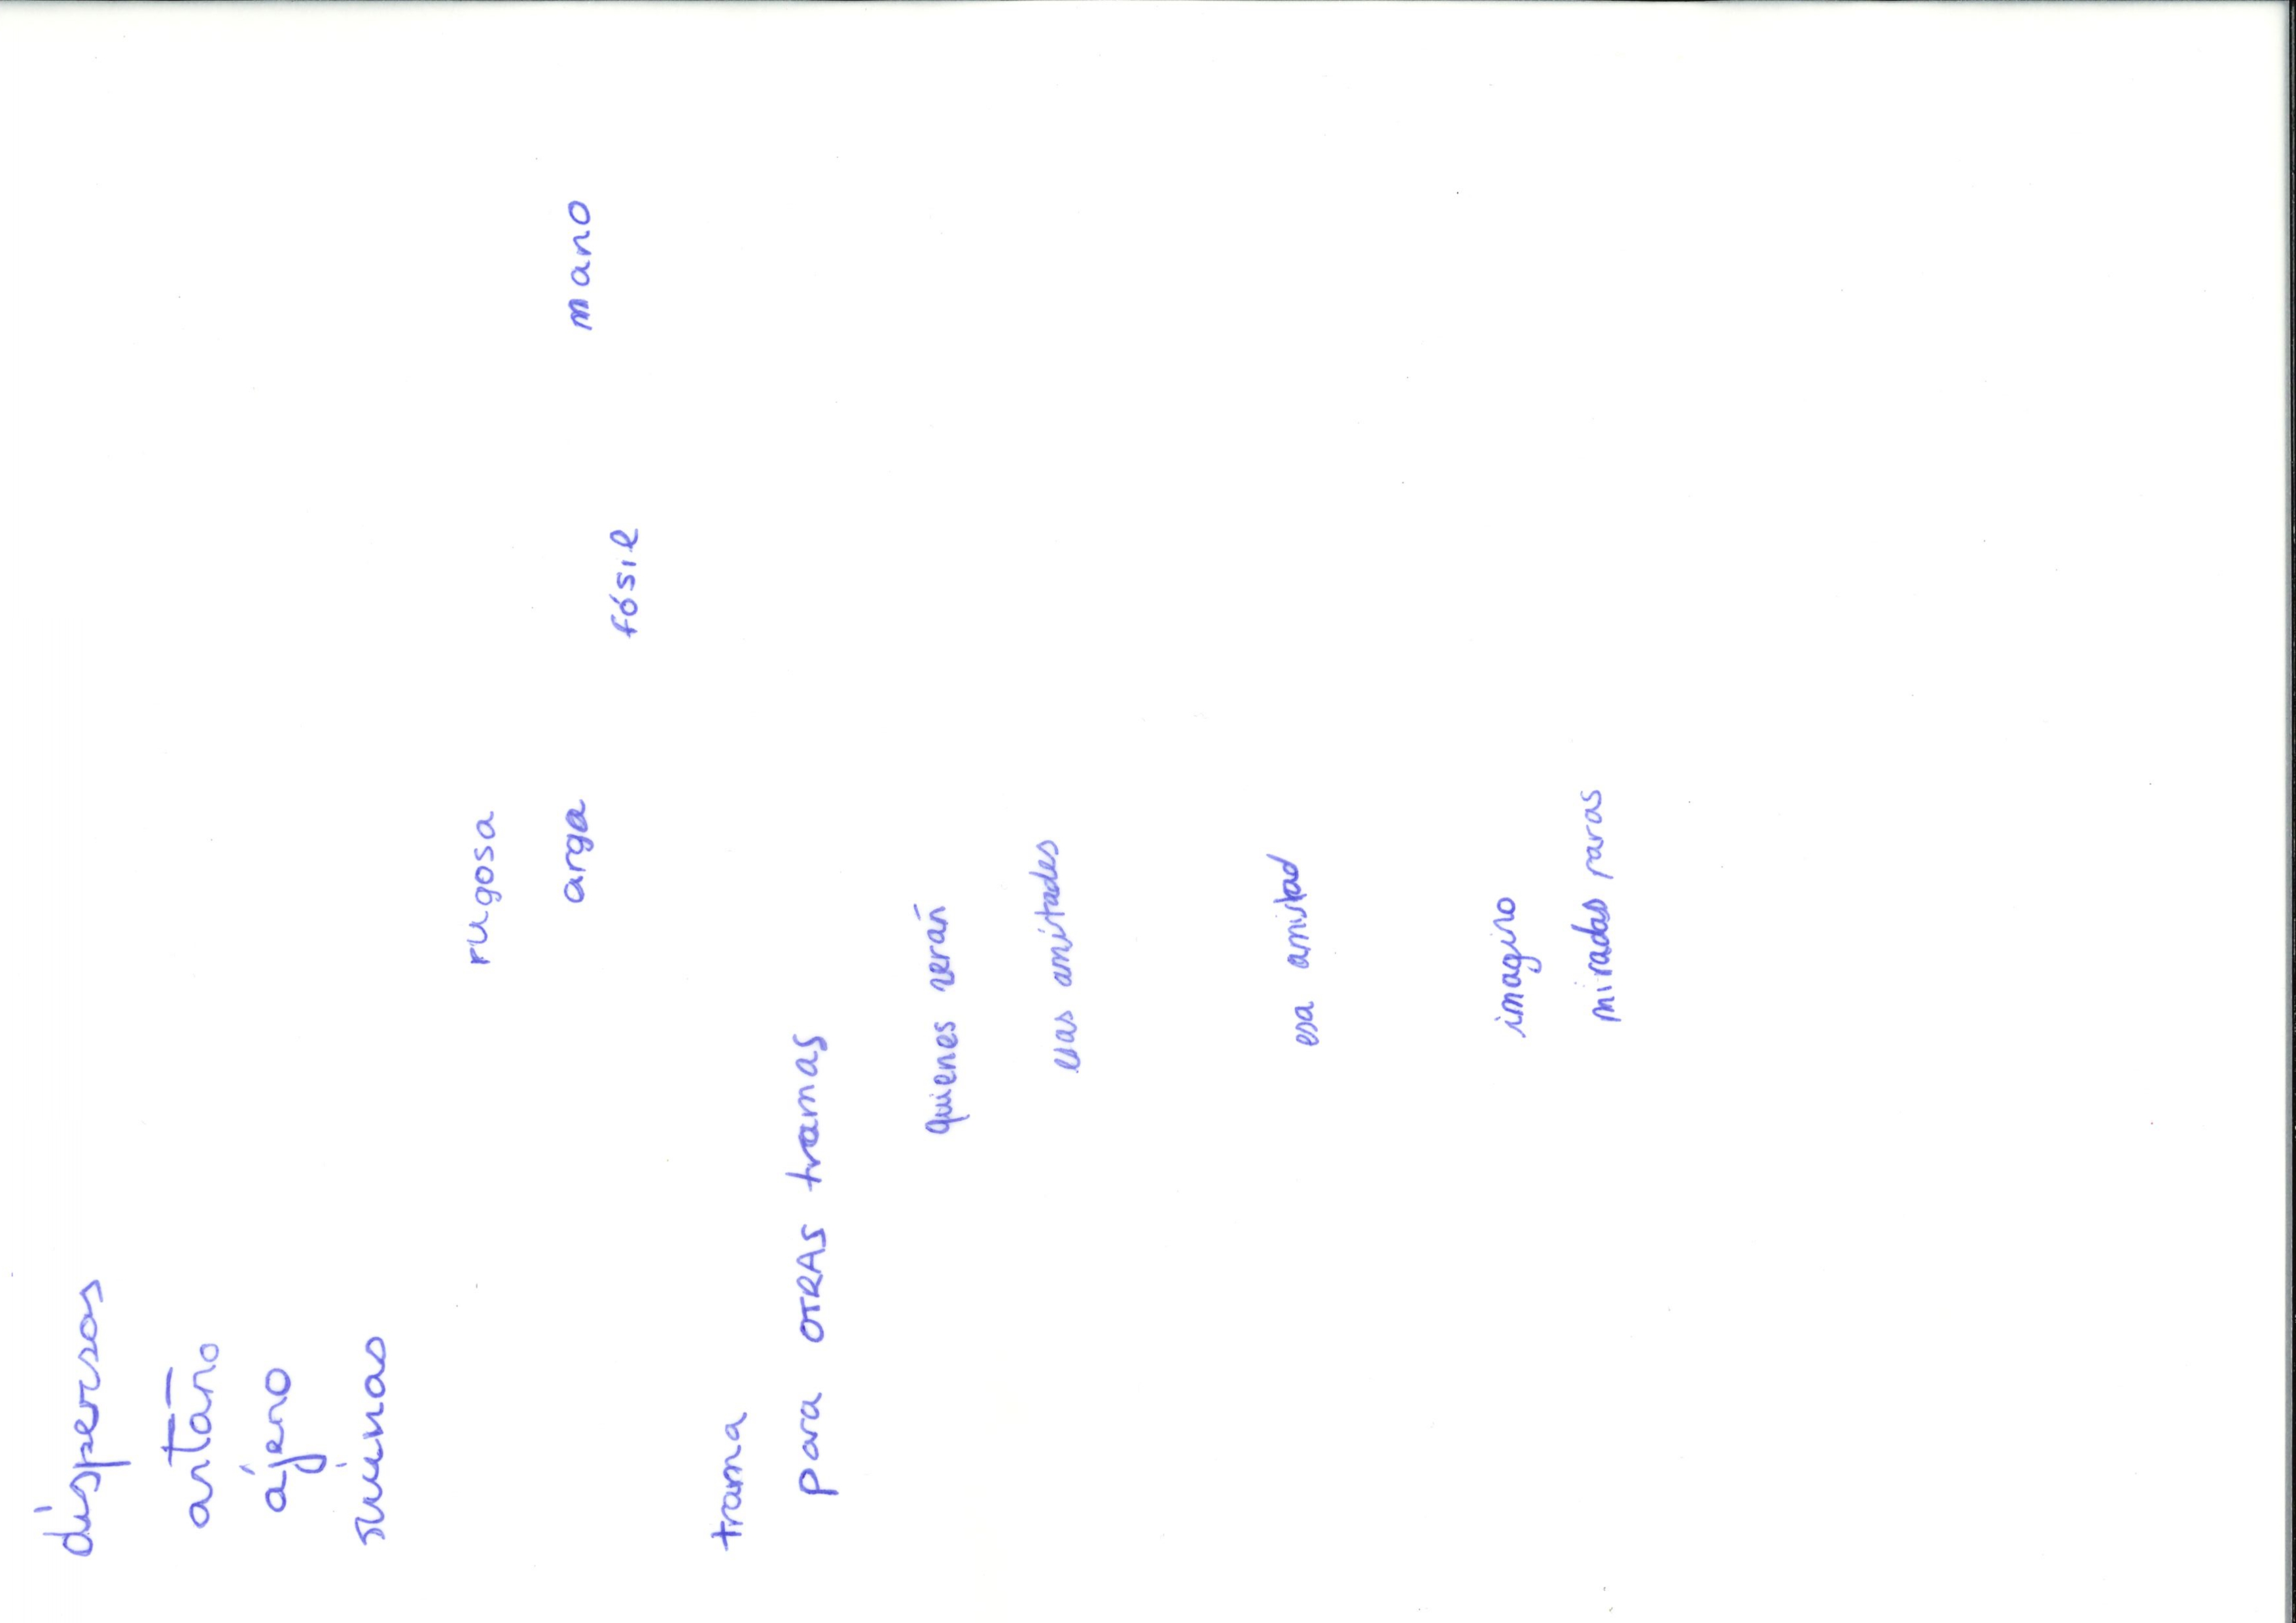 dispersos
antaño
ajeno
ruinas
rugosa
arga mano
fósil
trama
para OTRAS tramas
quienes serán
esas amistades
esa amistad
imagino
miradas raras